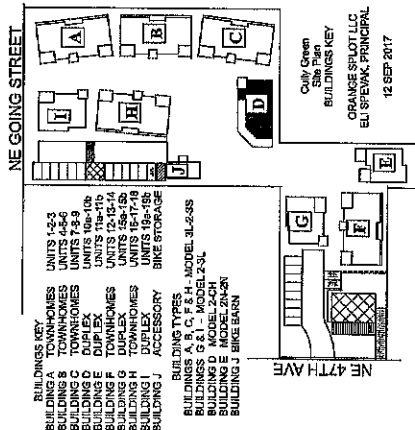 NE GOING STREET
A
B
C
I
H
D
J
G
F
E
NE 47TH AVE
BUILDINGS KEY
BUILDING A TOWNHOMES UNITS 1-2-3
BUILDING B TOWNHOMES UNITS 4-5-6
BUILDING C TOWNHOMES UNITS 7-8-9
BUILDING D DUPLEX UNITS 10a-10b
BUILDING E DUPLEX UNITS 11a-11b
BUILDING F TOWNHOMES UNITS 12-13-14
BUILDING G DUPLEX UNITS 15a-15b
BUILDING H TOWNHOMES UNITS 16-17-18
BUILDING I DUPLEX UNITS 19a-19b
BUILDING J ACCESSORY BIKE STORAGE
BUILDING TYPES
BUILDINGS A, B, C, F & H - MODEL 3L-2-3S
BUILDINGS G & I - MODEL 2-3L
BUILDING D MODEL 2-CH
BUILDING E MODEL 2N-2N
BUILDING J BIKE BARN
Cully Green
Site Plan
BUILDINGS KEY
ORANGE SPLOT LLC
ELI SPEVAK, PRINCIPAL
12 SEP 2017